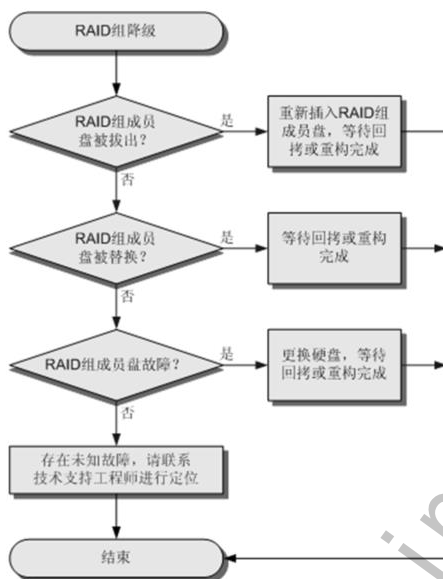 RAID组降级
RAID组成员
盘被拔出？
是
重新插入RAID组
成员盘，等待回
拷或重构完成
否
RAID组成员
盘被替换？
是
等待回拷或重构
完成
否
RAID组成员盘故障？
是
更换硬盘，等待
回拷或重构完成
否
存在未知故障，请联系
技术支持工程师进行定位
结束